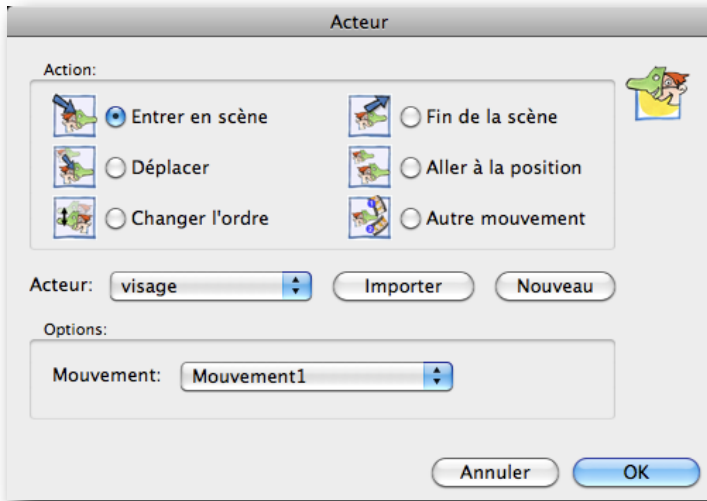 Acteur
Action:
Entrer en scène
Fin de la scène
Déplacer
Aller à la position
Changer l'ordre
Autre mouvement
Acteur: visage Importer Nouveau
Options:
Mouvement: Mouvement1
Annuler OK